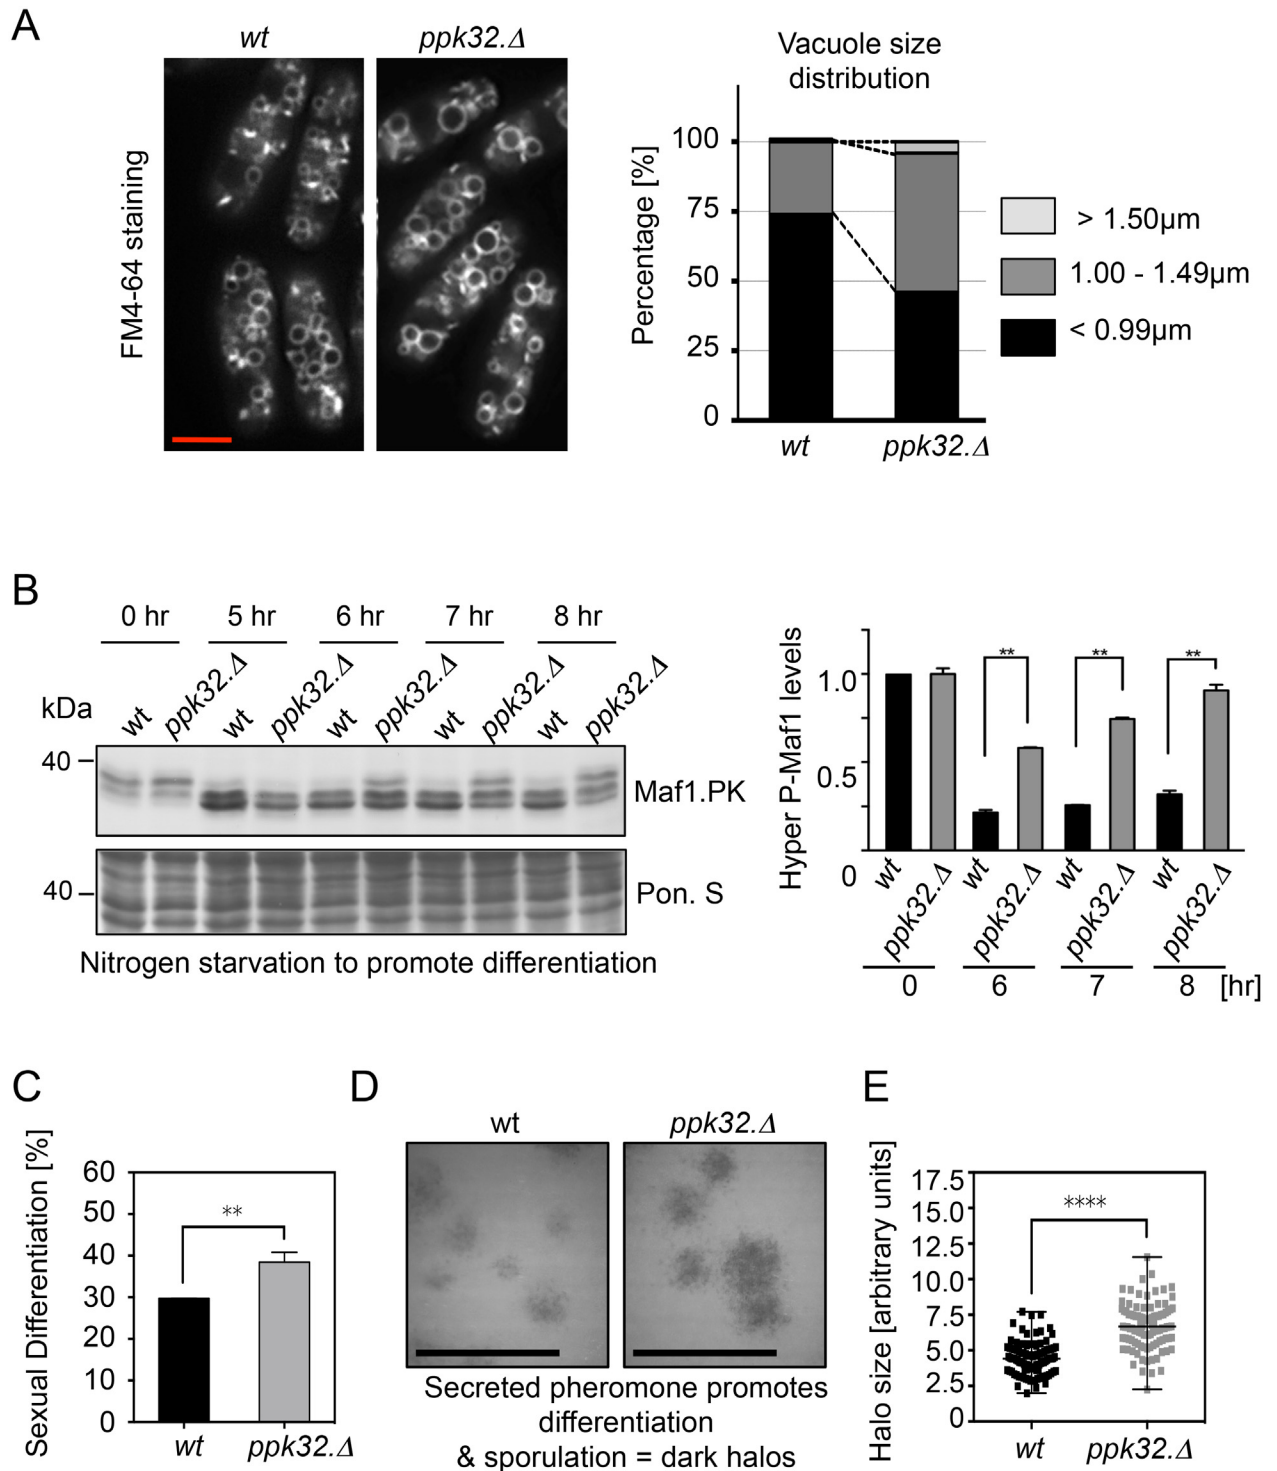 A
wt
ppk32.Δ
FM4-64 staining
Vacuole size
distribution
Percentage [%]
100
75
50
25
0
wt
ppk32.Δ
> 1.50µm
1.00 - 1.49µm
< 0.99µm
B
0 hr 5 hr 6 hr 7 hr 8 hr
kDa
wt ppk32.Δ wt ppk32.Δ wt ppk32.Δ wt ppk32.Δ wt ppk32.Δ
40
Maf1.PK
40
Pon. S
Nitrogen starvation to promote differentiation
Hyper P-Maf1 levels
1.0
0.5
0
** ** **
wt ppk32.Δ wt ppk32.Δ wt ppk32.Δ wt ppk32.Δ
0 6 7 8 [hr]
C
Sexual Differentiation [%]
60
50
40
30
20
10
0
**
wt ppk32.Δ
D
wt
ppk32.Δ
Secreted pheromone promotes
differentiation
& sporulation = dark halos
E
Halo size [arbitrary units]
17.5
15.0
12.5
10.0
7.5
5.0
2.5
0
****
wt ppk32.Δ